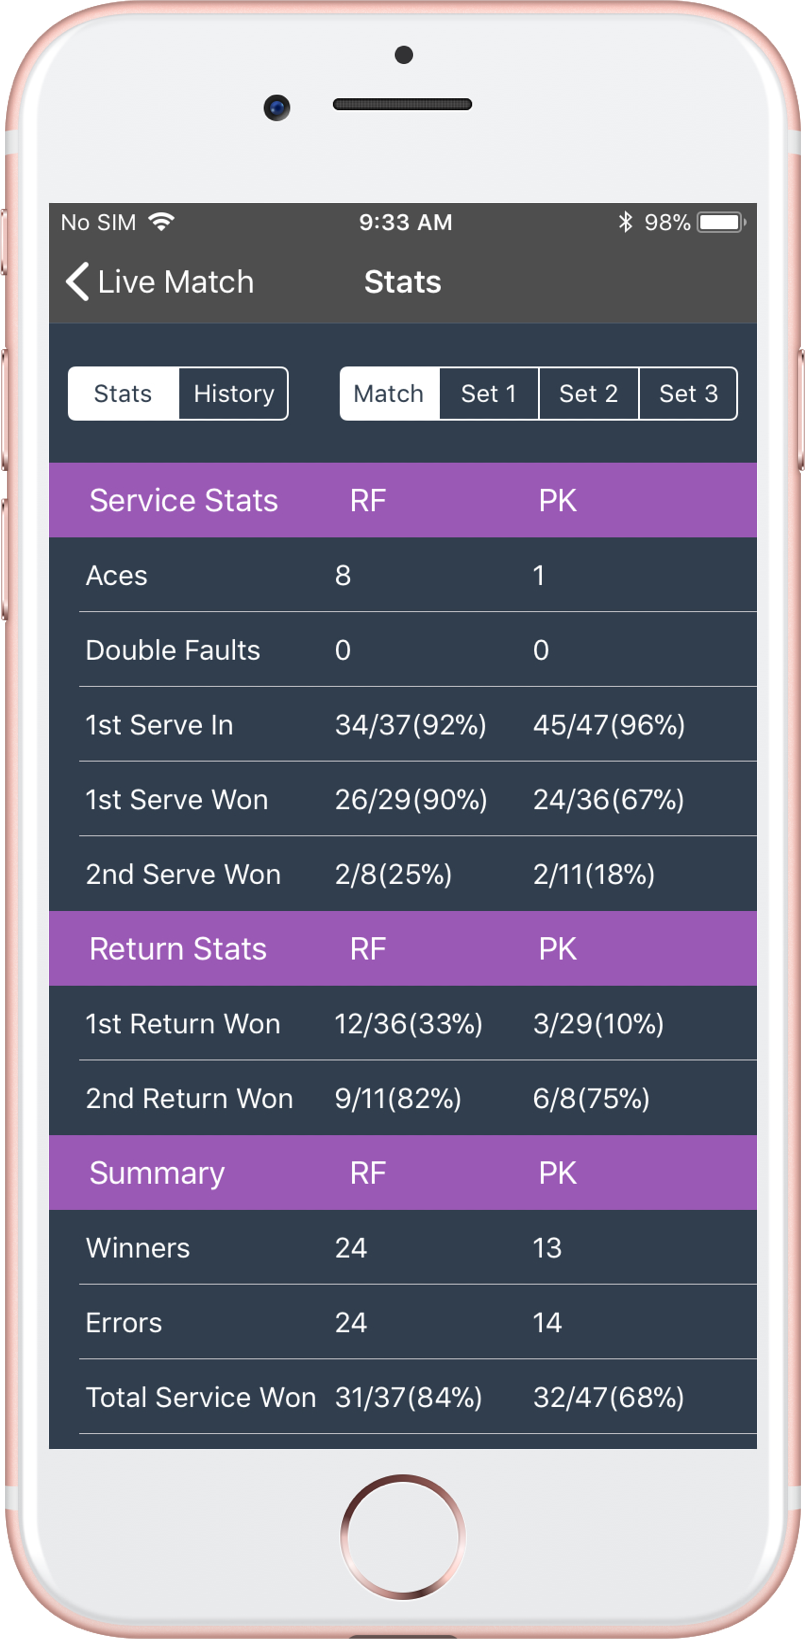 No SIM 9:33 AM 98%
Live Match Stats
Stats History Match Set 1 Set 2 Set 3
Service Stats RF PK
Aces 8 1
Double Faults 0 0
1st Serve In 34/37(92%) 45/47(96%)
1st Serve Won 26/29(90%) 24/36(67%)
2nd Serve Won 2/8(25%) 2/11(18%)
Return Stats RF PK
1st Return Won 12/36(33%) 3/29(10%)
2nd Return Won 9/11(82%) 6/8(75%)
Summary RF PK
Winners 24 13
Errors 24 14
Total Service Won 31/37(84%) 32/47(68%)